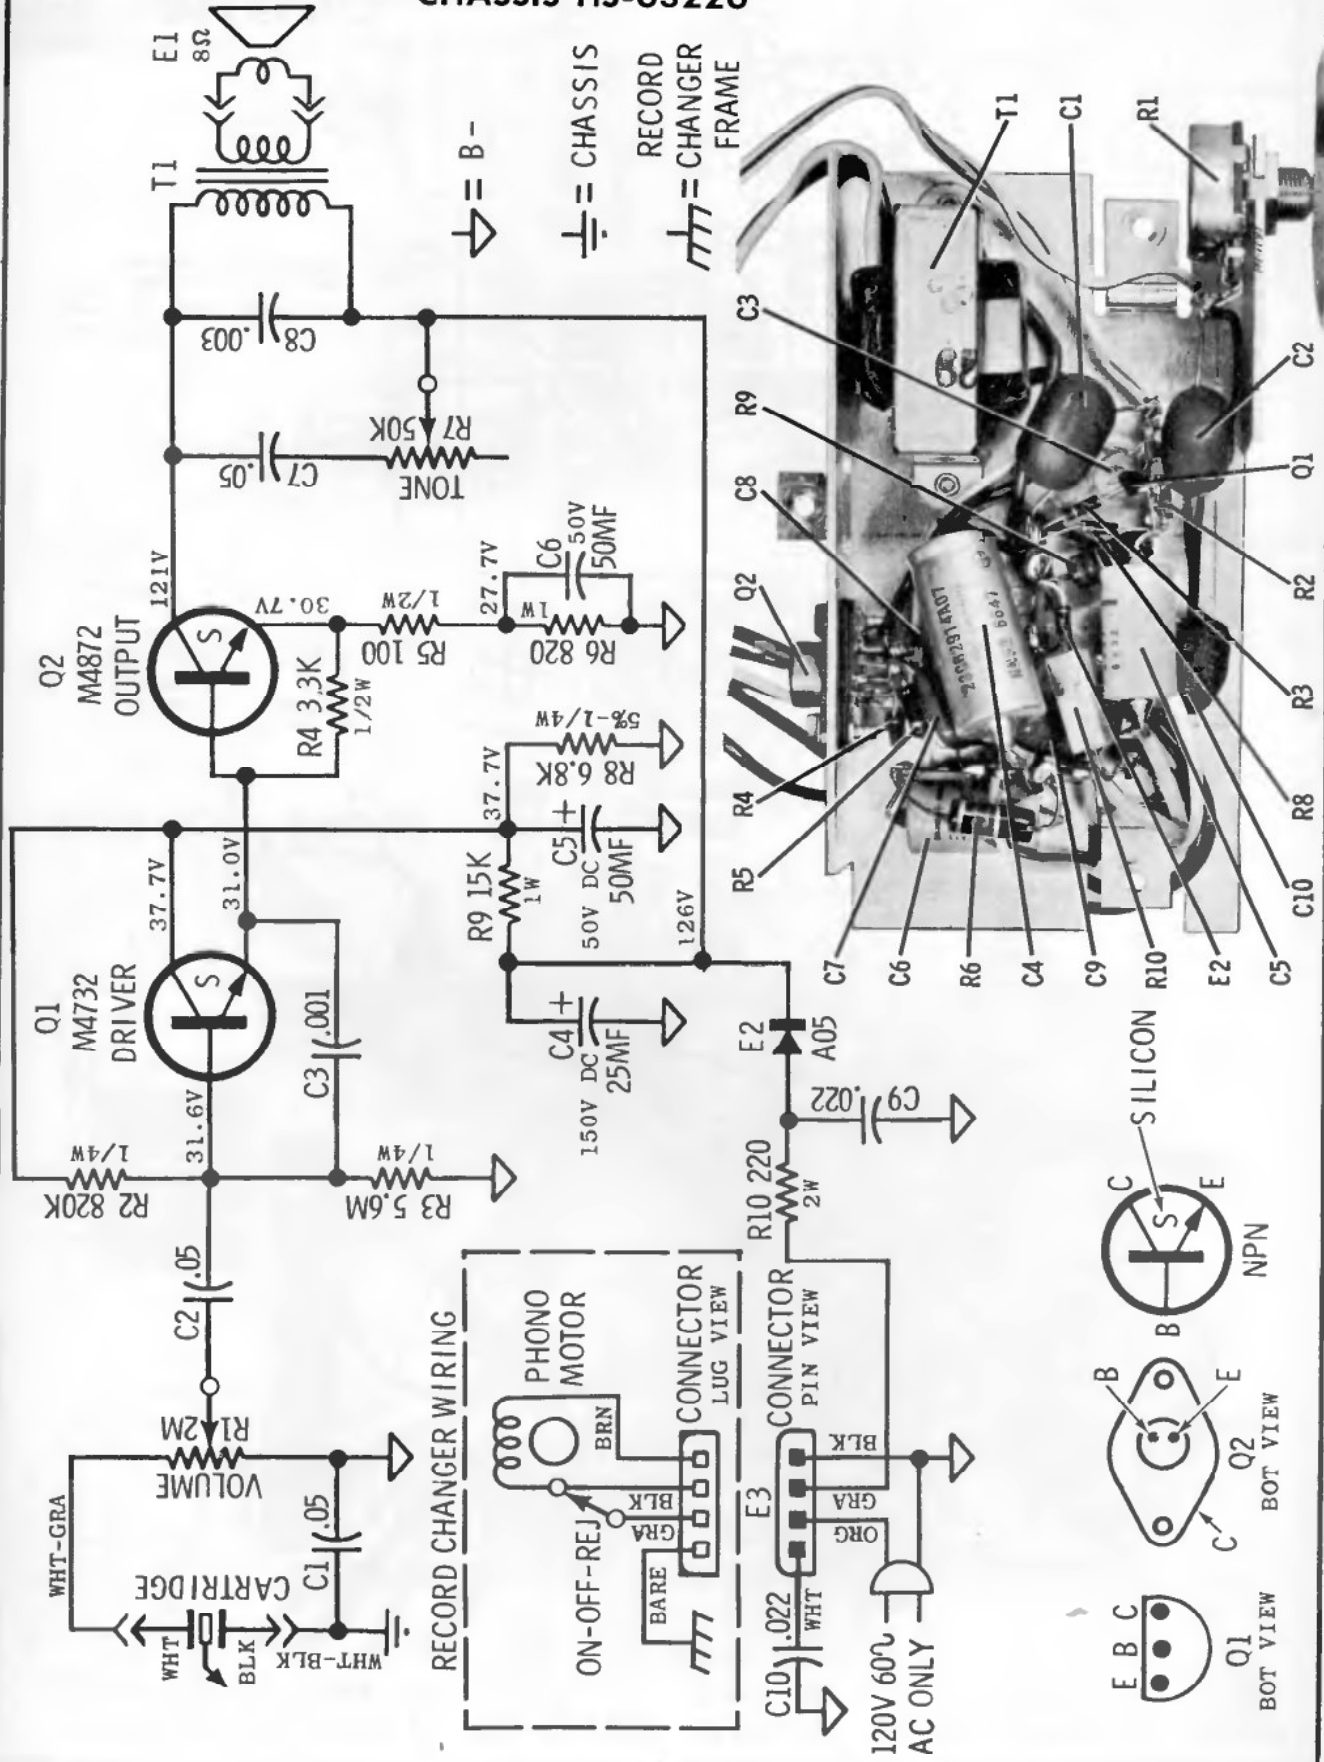 CHASSIS HS-6322G
E1
8Ω
T1
Q2
M4872
OUTPUT
121V
30.7V
R4 3.3K
1/2W
R5 100
1/2W
27.7V
R6 820
1W
C6
50V
50MF
C7
.05
C8
.003
R7 50K
TONE
= B-
= CHASSIS
RECORD
= CHANGER
FRAME
Q1
M4732
DRIVER
37.7V
31.0V
31.6V
C3
.001
R2 820K
1/4W
R3 5.6M
1/4W
C2
.05
R9 15K
1W
37.7V
R8 6.8K
5%-1/4W
C5
+
50V DC
50MF
C4
+
150V DC
25MF
126V
E2
A05
C9
.022
R10 220
2W
WHT-GRA
R1
2M
VOLUME
CARTRIDGE
WHT
BLK
WHT-BLK
C1
.05
RECORD CHANGER WIRING
PHONO
MOTOR
ON-OFF-REJ
BRN
BLK
GRA
BARE
CONNECTOR
LUG VIEW
CONNECTOR
PIN VIEW
E3
BLK
GRA
ORG
WHT
C10
.022
120V 60~
AC ONLY
E B C
Q1
BOT VIEW
B
E
C
Q2
BOT VIEW
B
C
E
S
S
S
NPN
SILICON
T1
C1
R1
C3
R9
C8
Q2
R4
R5
C7
C6
R6
C4
C9
R10
E2
C5
C10
R8
R3
R2
Q1
C2